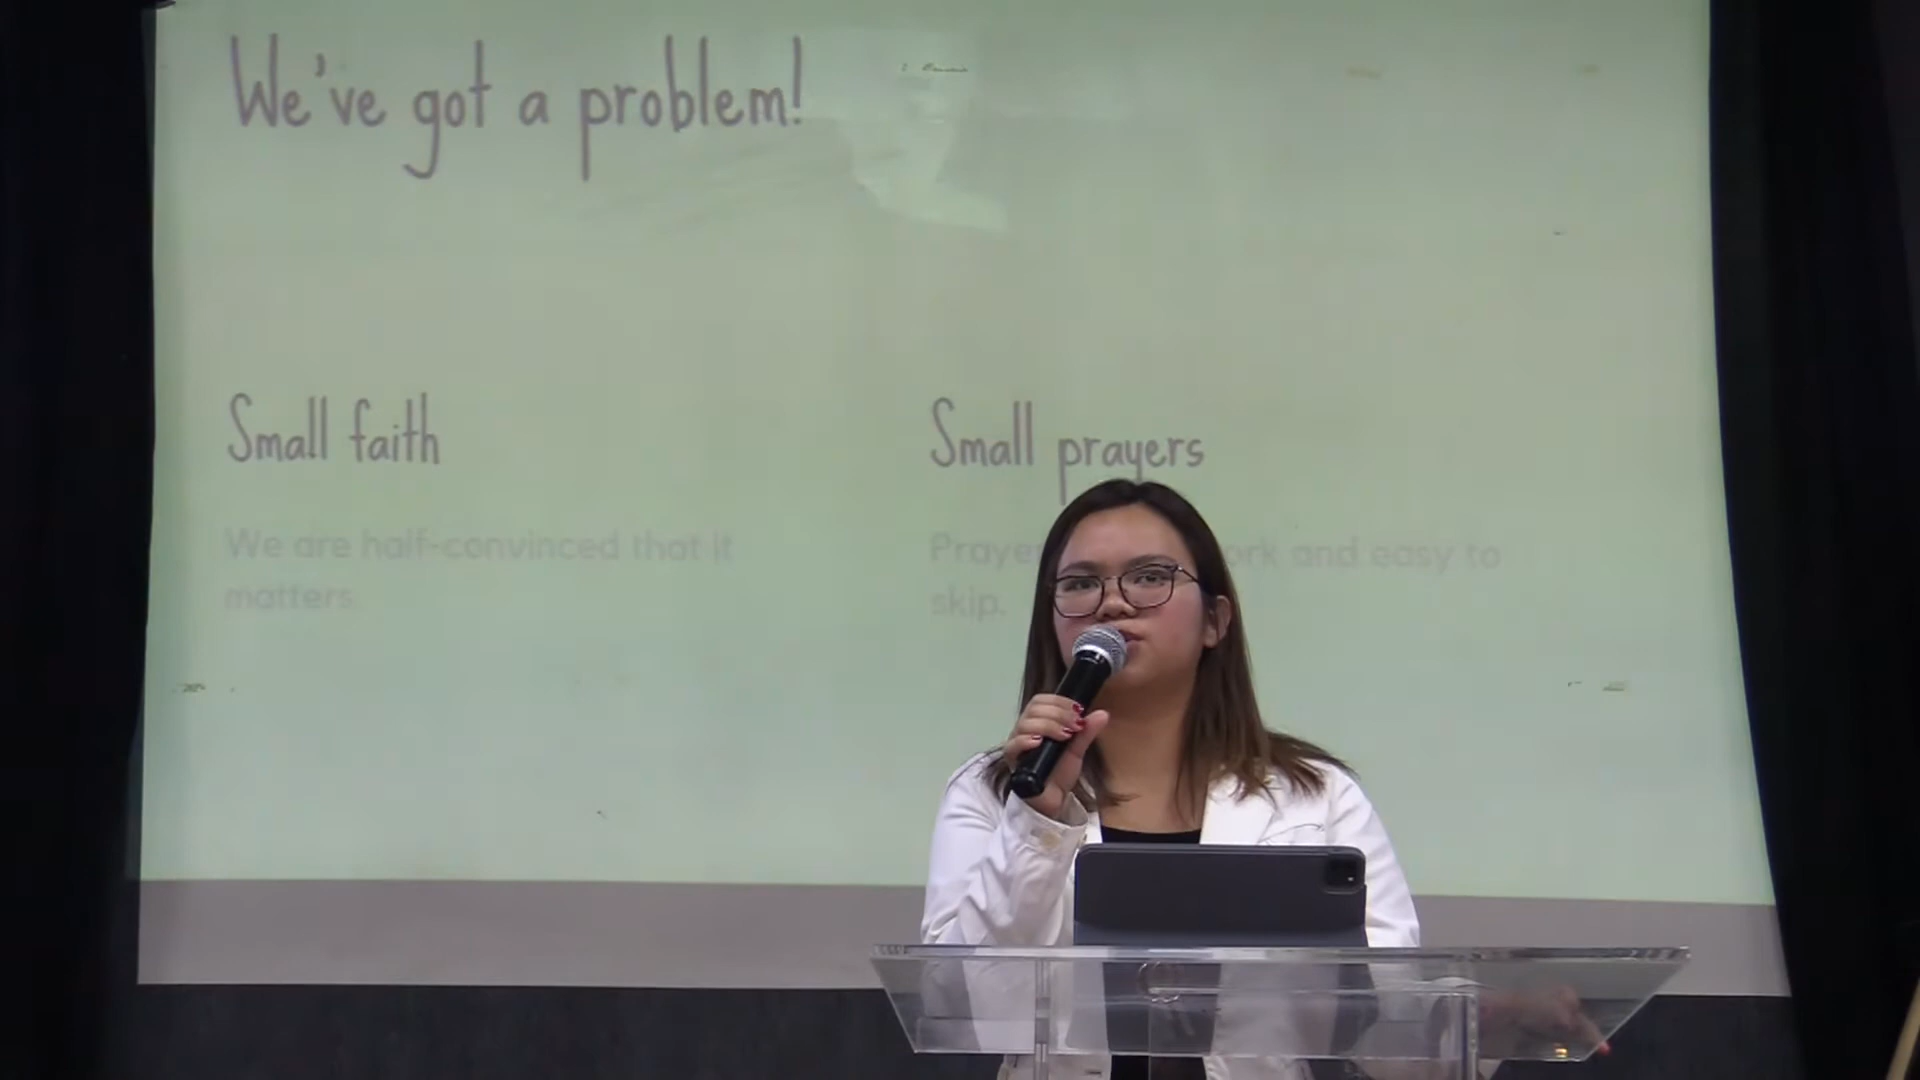 We've got a problem!
Small faith
Small prayers
We are half-convinced that it
matters.
and easy to
skip.